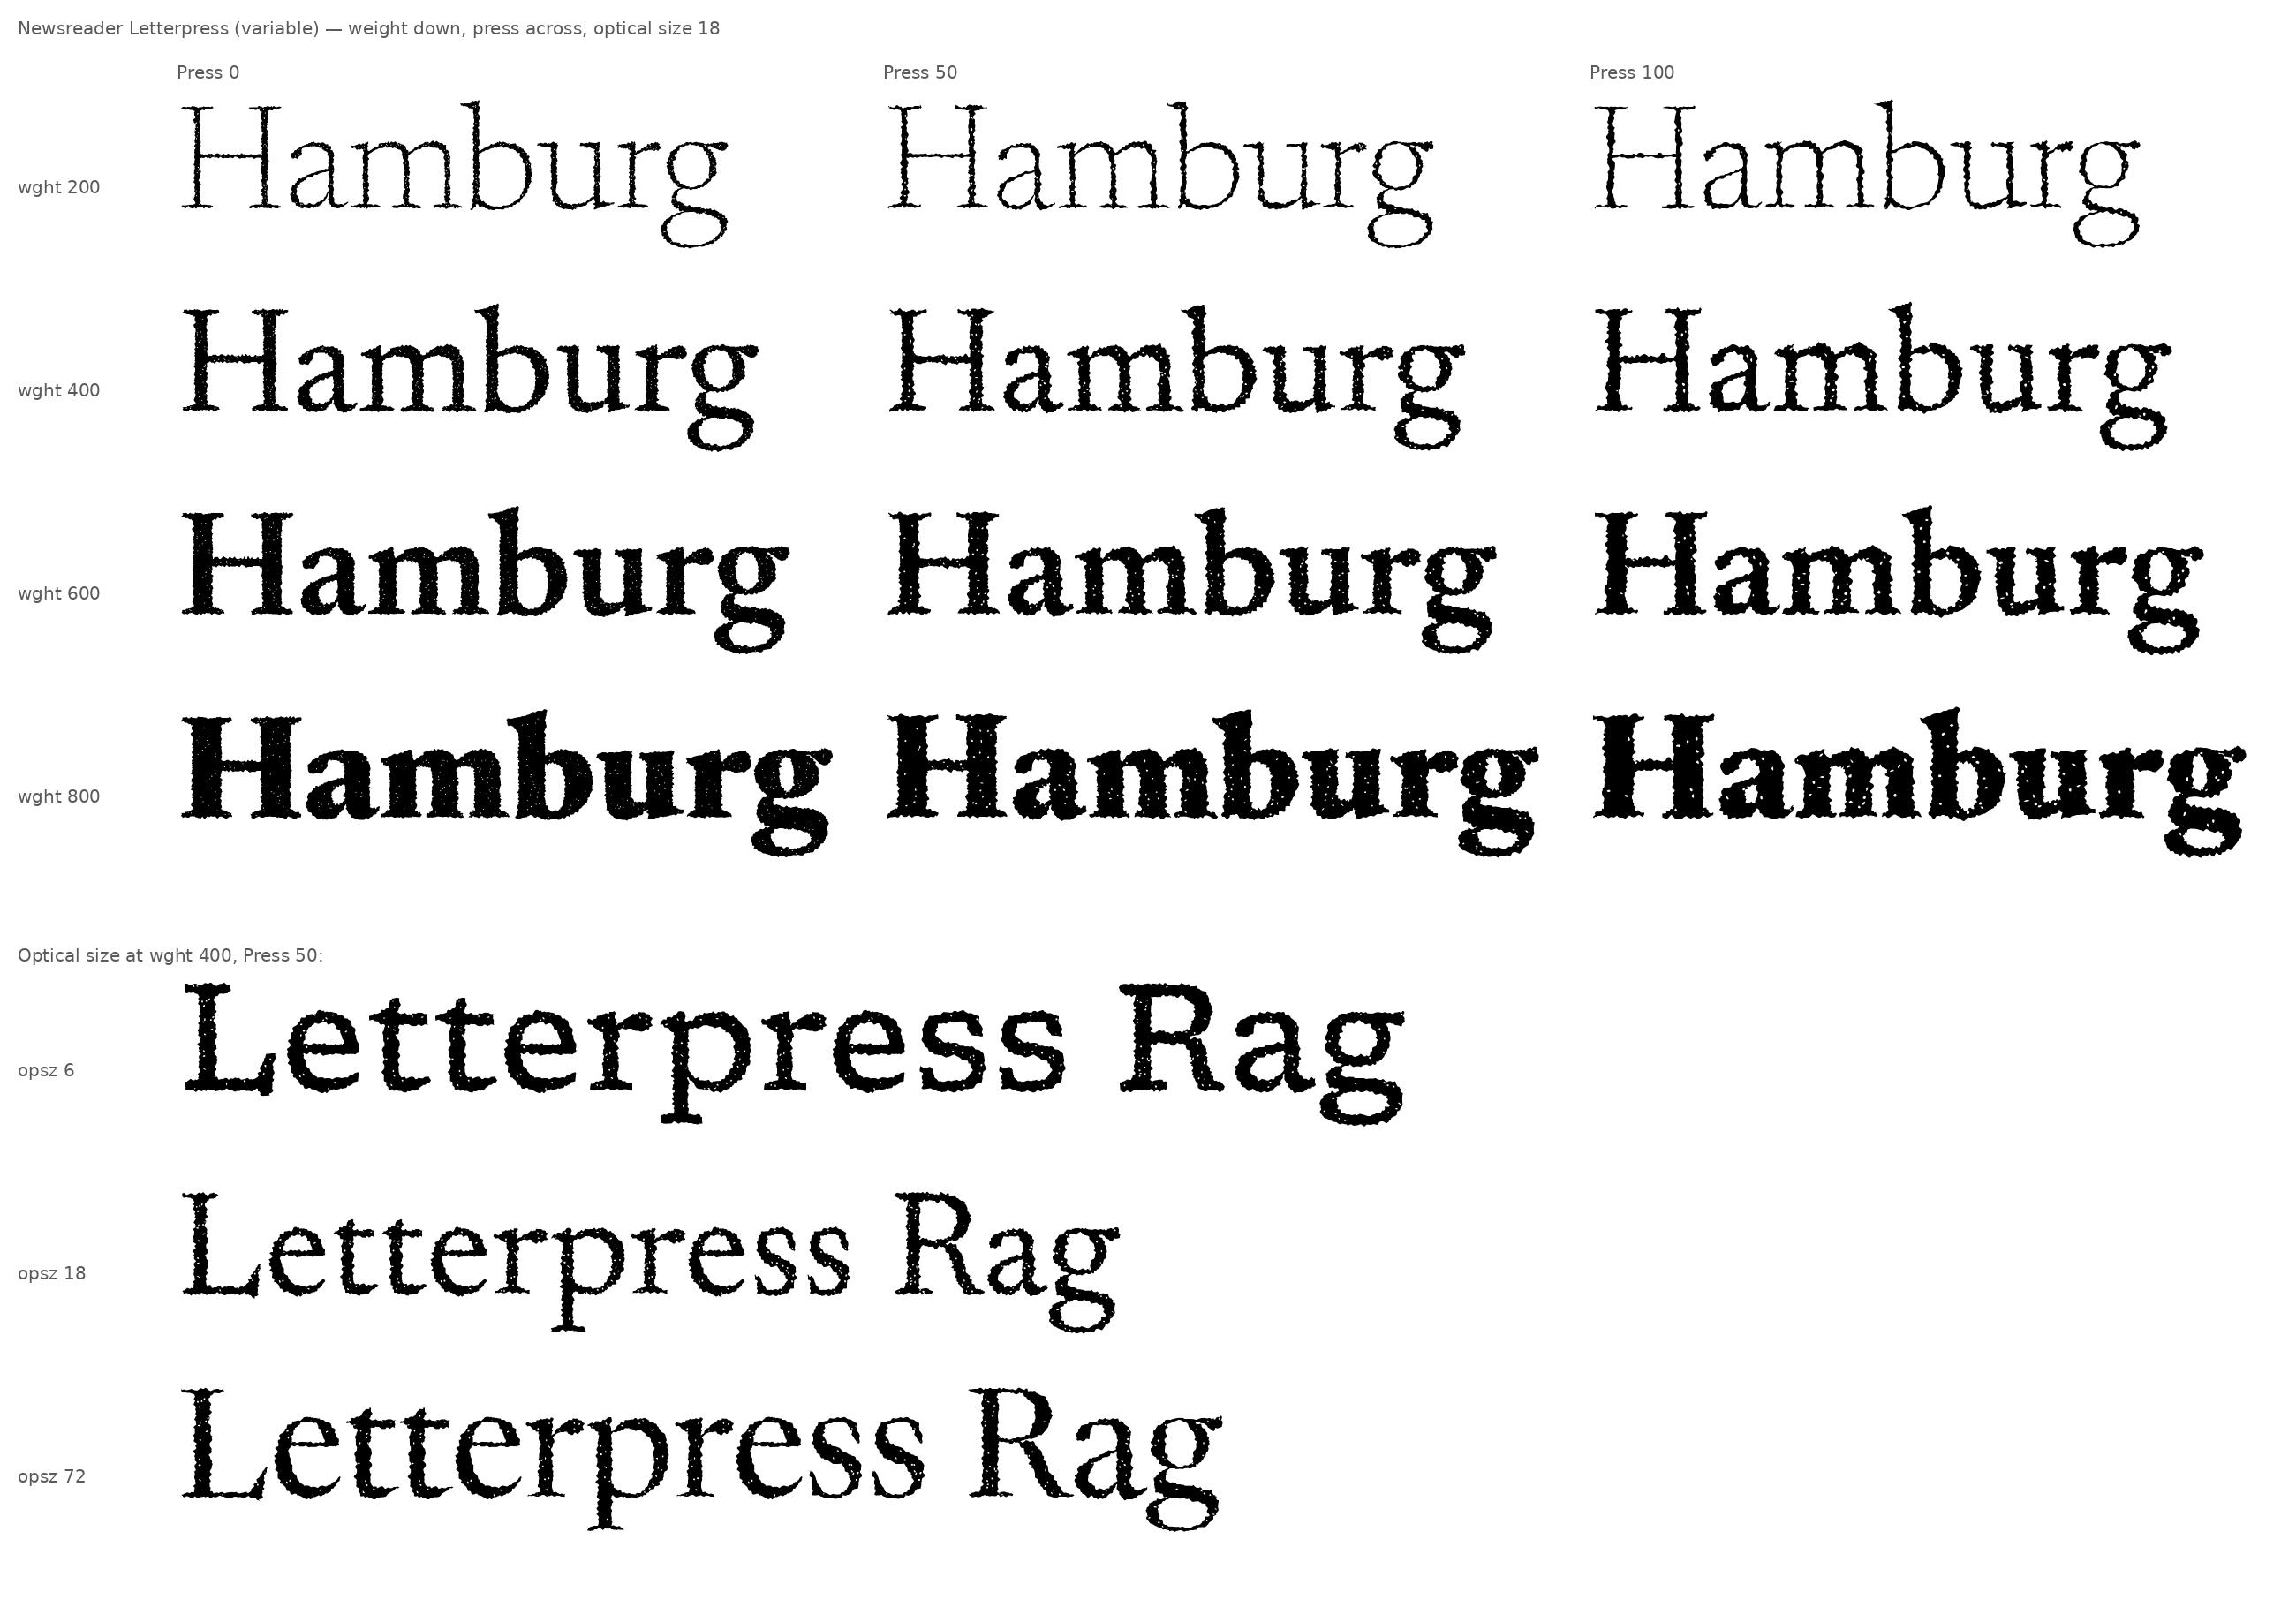 Newsreader Letterpress (variable) — weight down, press across, optical size 18
Press 0 Press 50 Press 100
wght 200 Hamburg Hamburg Hamburg
wght 400 Hamburg Hamburg Hamburg
wght 600 Hamburg Hamburg Hamburg
wght 800 Hamburg Hamburg Hamburg
Optical size at wght 400, Press 50:
opsz 6 Letterpress Rag
opsz 18 Letterpress Rag
opsz 72 Letterpress Rag